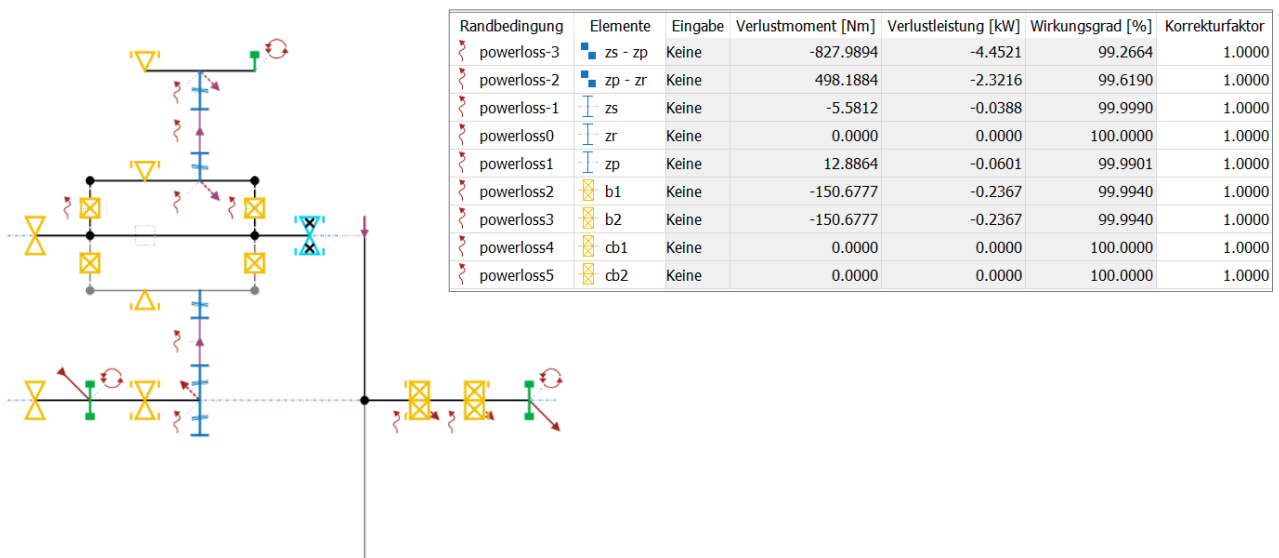 Randbedingung Elemente Eingabe Verlustmoment [Nm] Verlustleistung [kW] Wirkungsgrad [%] Korrekturfaktor
powerloss-3 zs - zp Keine -827.9894 -4.4521 99.2664 1.0000
powerloss-2 zp - zr Keine 498.1884 -2.3216 99.6190 1.0000
powerloss-1 zs Keine -5.5812 -0.0388 99.9990 1.0000
powerloss0 zr Keine 0.0000 0.0000 100.0000 1.0000
powerloss1 zp Keine 12.8864 -0.0601 99.9901 1.0000
powerloss2 b1 Keine -150.6777 -0.2367 99.9940 1.0000
powerloss3 b2 Keine -150.6777 -0.2367 99.9940 1.0000
powerloss4 cb1 Keine 0.0000 0.0000 100.0000 1.0000
powerloss5 cb2 Keine 0.0000 0.0000 100.0000 1.0000